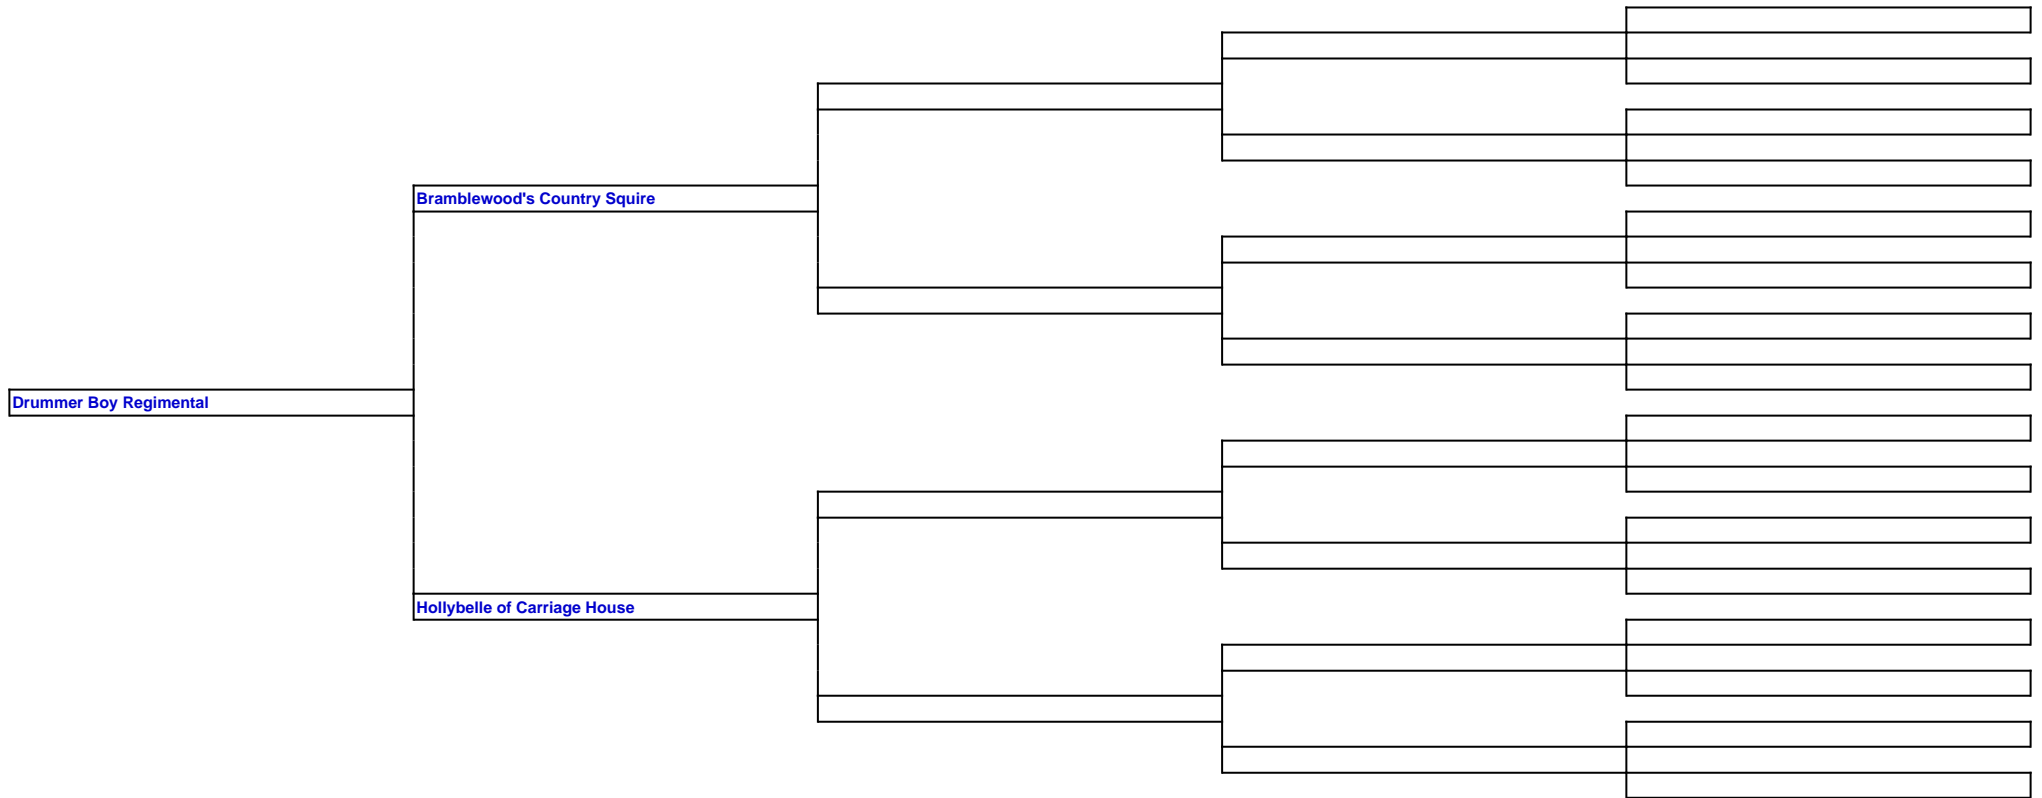 Bramblewood's Country Squire
Drummer Boy Regimental
Hollybelle of Carriage House